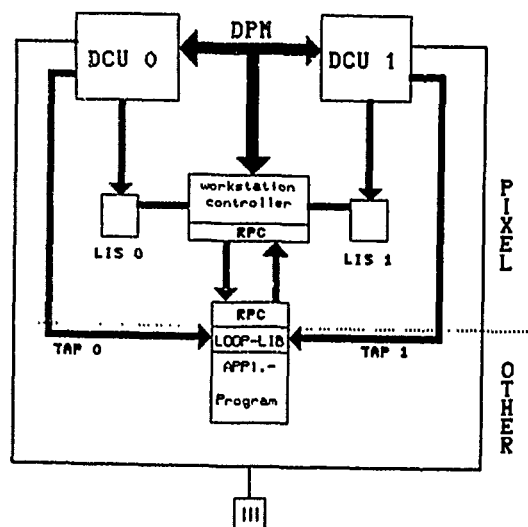 DPM
DCU 0
DCU 1
workstation
controller
RPC
LIS 0
LIS 1
PIXEL
RPC
LOOP-LIB
TAP 0
TAP 1
APPl.-
Program
OTHER